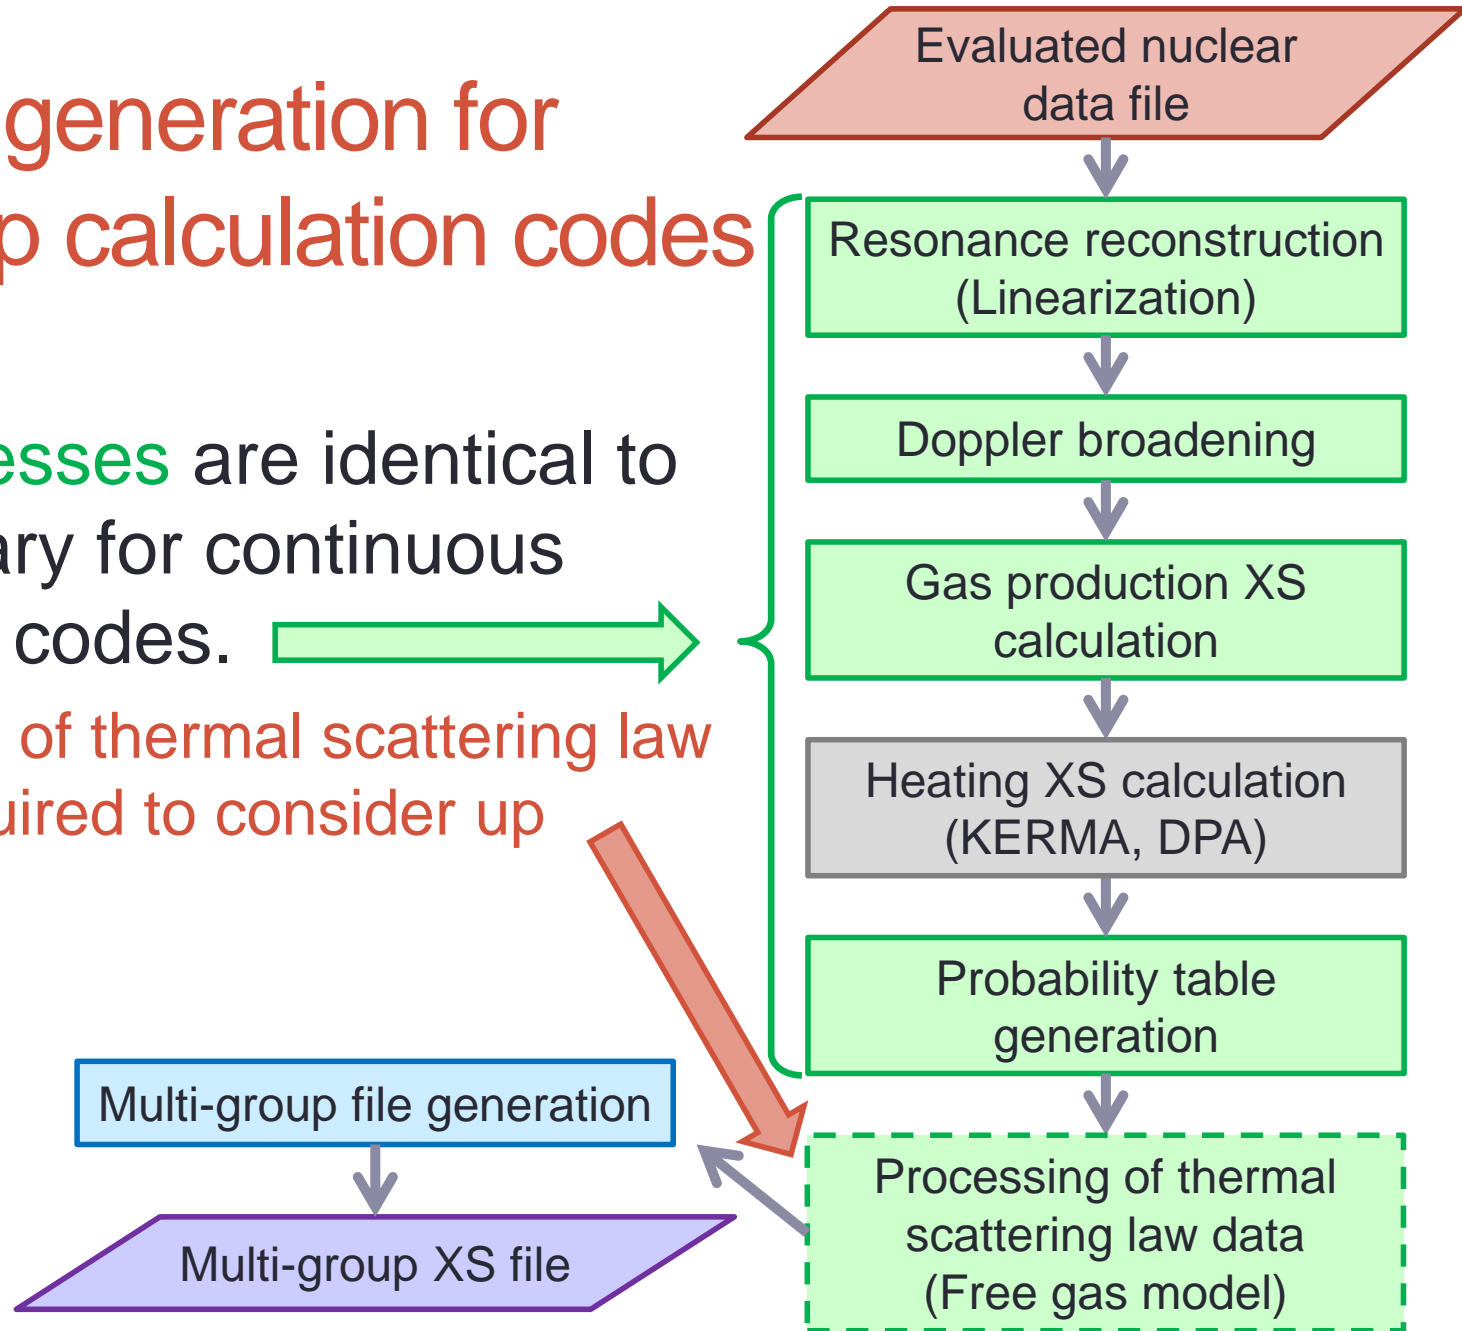 generation for
p calculation codes
esses are identical to
ary for continuous
codes.
of thermal scattering law
uired to consider up
Evaluated nuclear
data file
Resonance reconstruction
(Linearization)
Doppler broadening
Gas production XS
calculation
Heating XS calculation
(KERMA, DPA)
Probability table
generation
Processing of thermal
scattering law data
(Free gas model)
Multi-group file generation
Multi-group XS file